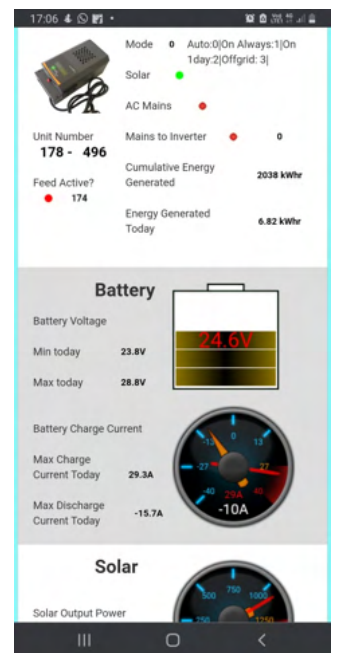 17:06
Mode 0 Auto:0|On Always:1|On
1day:2|Offgrid: 3|
Solar
AC Mains
Unit Number
178 - 496
Mains to Inverter 0
Feed Active?
174
Cumulative Energy
Generated 2038 kWhr
Energy Generated
Today 6.82 kWhr
Battery
Battery Voltage
24.6V
Min today 23.8V
Max today 28.8V
Battery Charge Current
Max Charge
Current Today 29.3A
Max Discharge
Current Today -15.7A
-40 -27 -13 0 13 27 40
29A
-10A
Solar
Solar Output Power
250 500 750 1000 1250